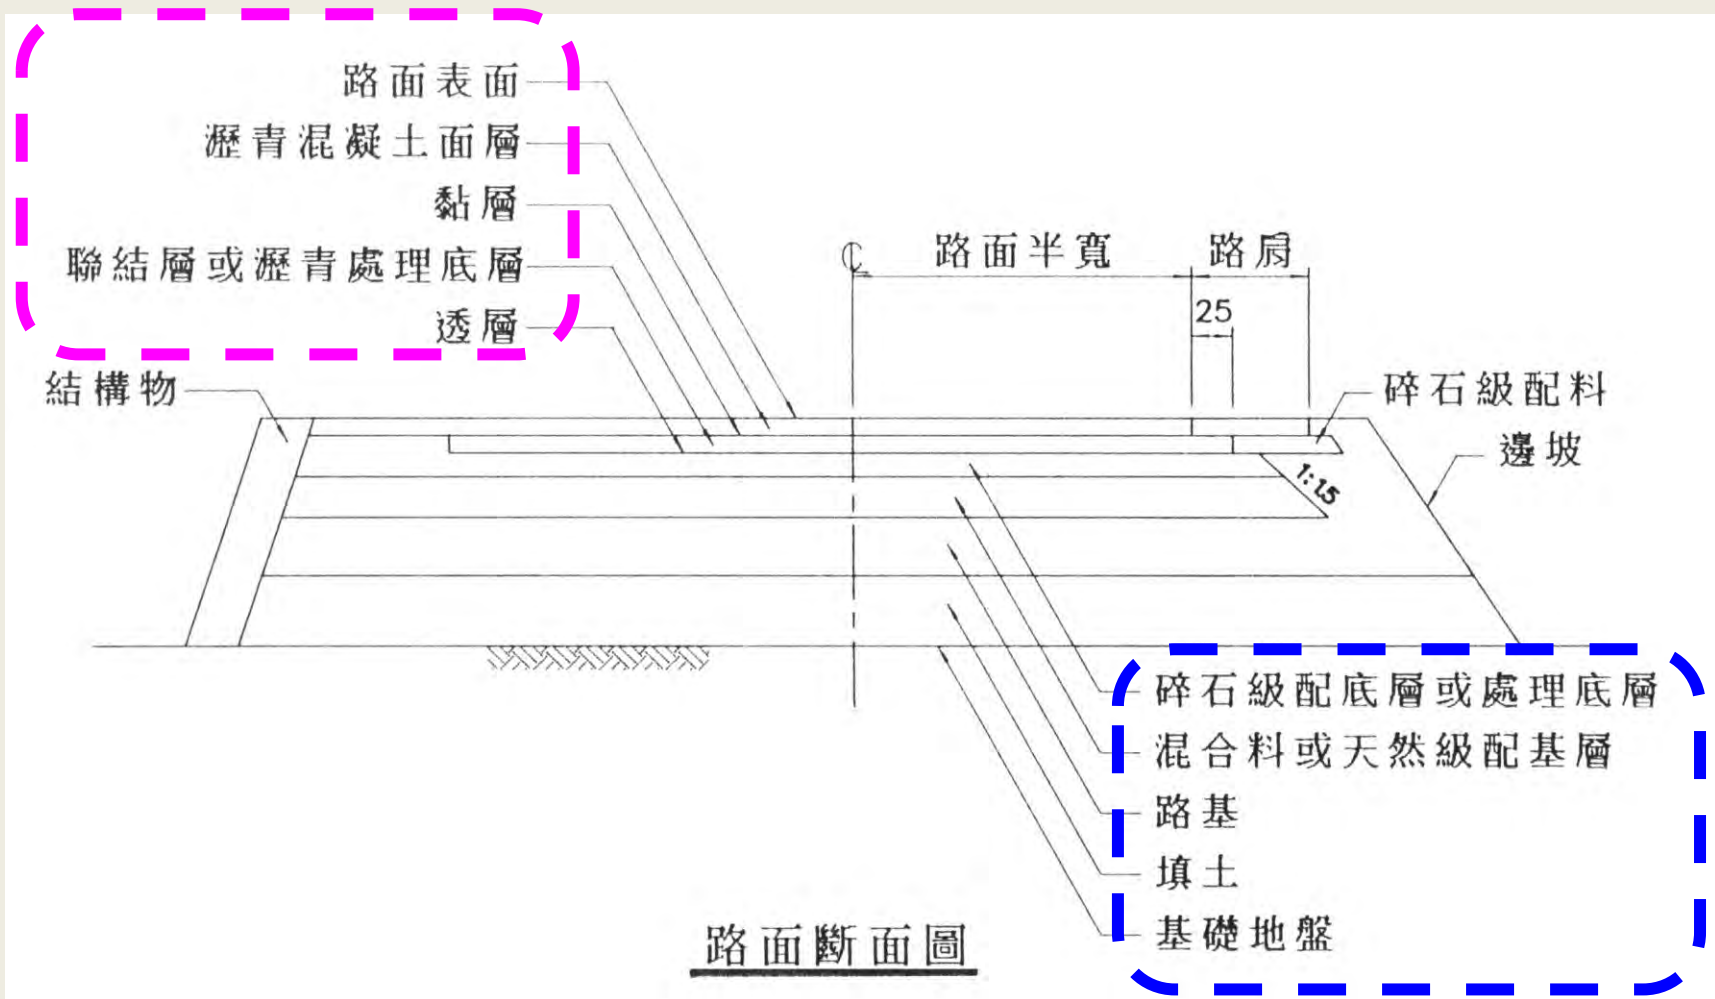 路面表面
瀝青混凝土面層
黏層
聯結層或瀝青處理底層
透層
結構物
℄
路面半寬
路肩
25
碎石級配料
邊坡
1:1.5
碎石級配底層或處理底層
混合料或天然級配基層
路基
填土
基礎地盤
路面斷面圖